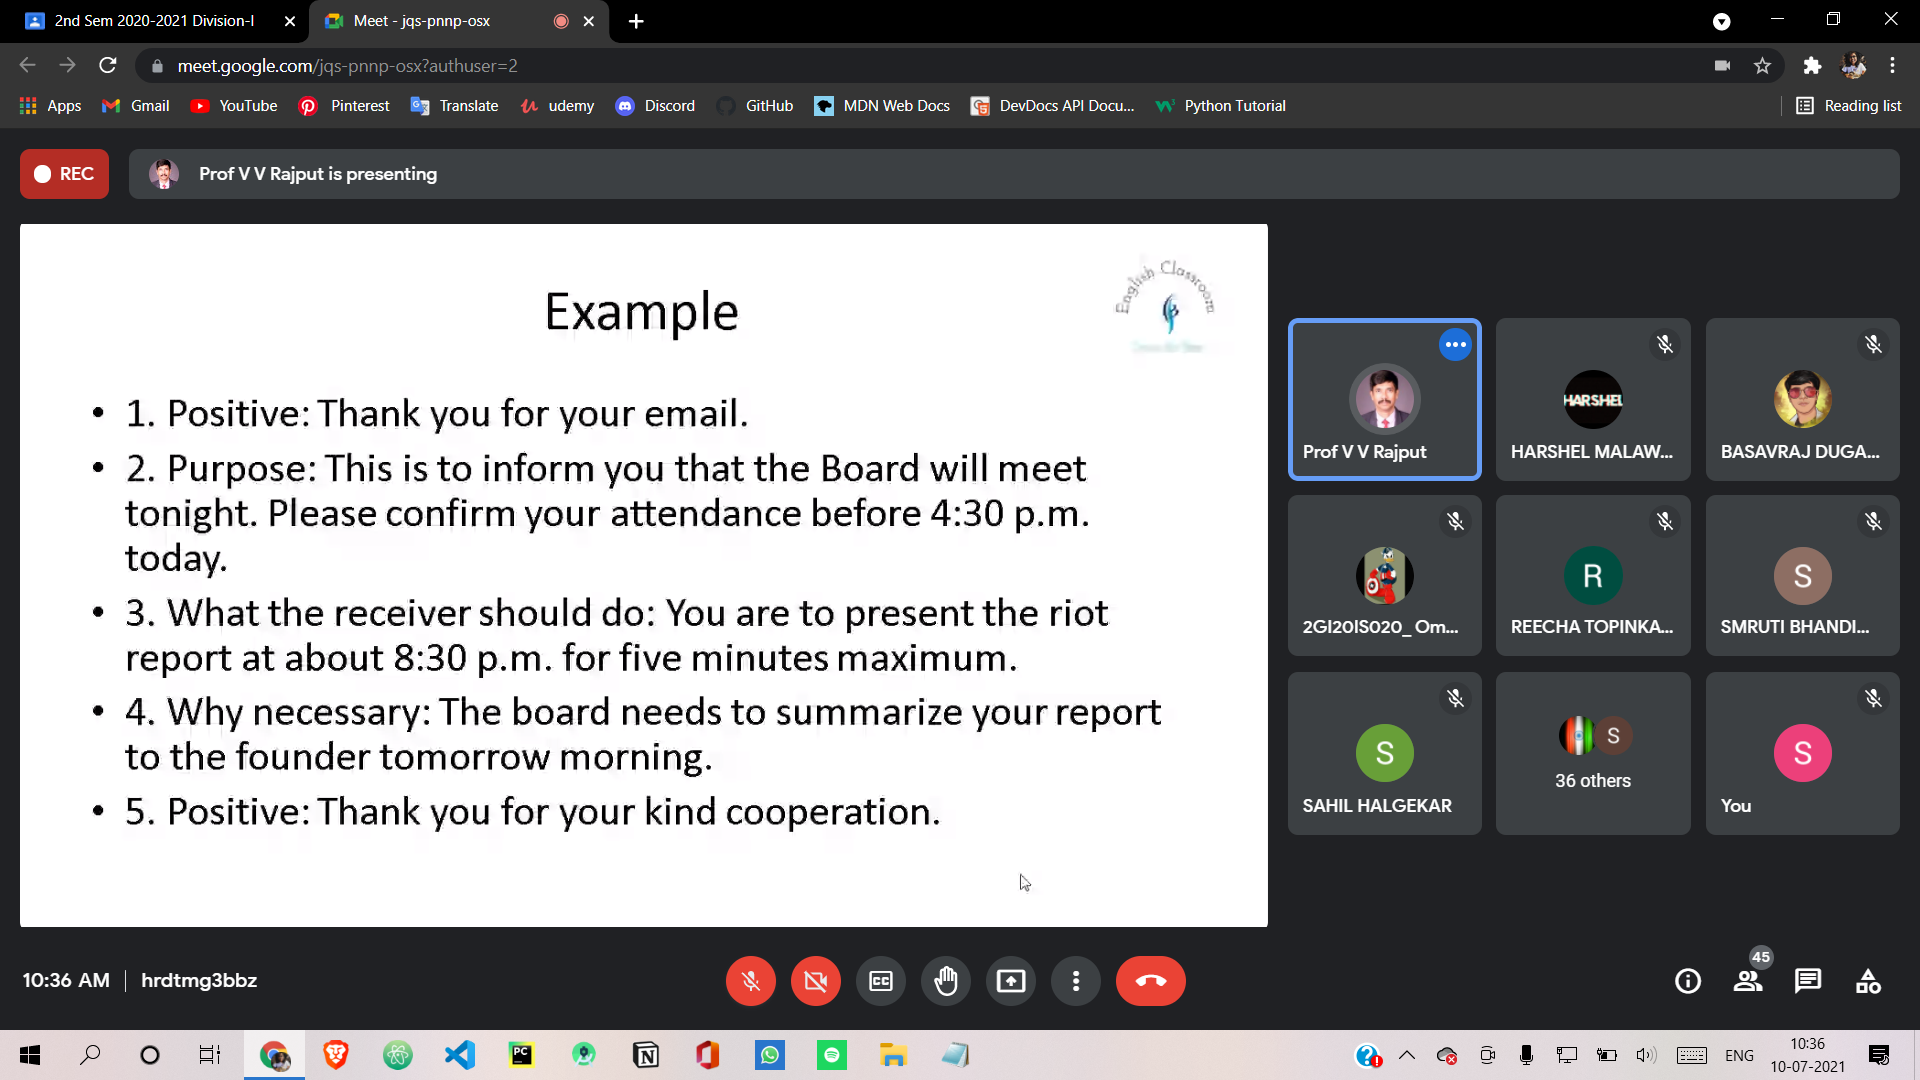 2nd Sem 2020-2021 Division-I
Meet - jqs-pnnp-osx
meet.google.com/jqs-pnnp-osx?authuser=2
Apps
Gmail
YouTube
Pinterest
Translate
udemy
Discord
GitHub
MDN Web Docs
DevDocs API Docu...
Python Tutorial
Reading list
REC
Prof V V Rajput is presenting
English Classroom
Example
• 1. Positive: Thank you for your email.
• 2. Purpose: This is to inform you that the Board will meet
tonight. Please confirm your attendance before 4:30 p.m.
today.
• 3. What the receiver should do: You are to present the riot
report at about 8:30 p.m. for five minutes maximum.
• 4. Why necessary: The board needs to summarize your report
to the founder tomorrow morning.
• 5. Positive: Thank you for your kind cooperation.
Prof V V Rajput
HARSHEL
HARSHEL MALAW...
BASAVRAJ DUGA...
2GI20IS020_ Om...
R
REECHA TOPINKA...
S
SMRUTI BHANDI...
S
SAHIL HALGEKAR
S
36 others
S
You
10:36 AM
hrdtmg3bbz
45
PC
ENG
10:36
10-07-2021